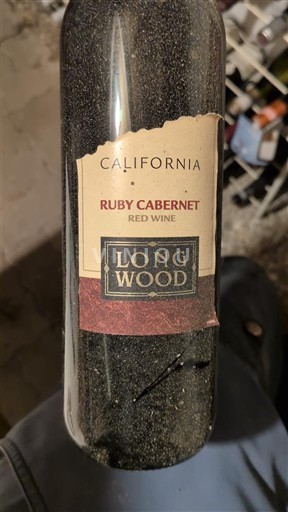 CALIFORNIA
RUBY CABERNET
RED WINE
LONG
WOOD